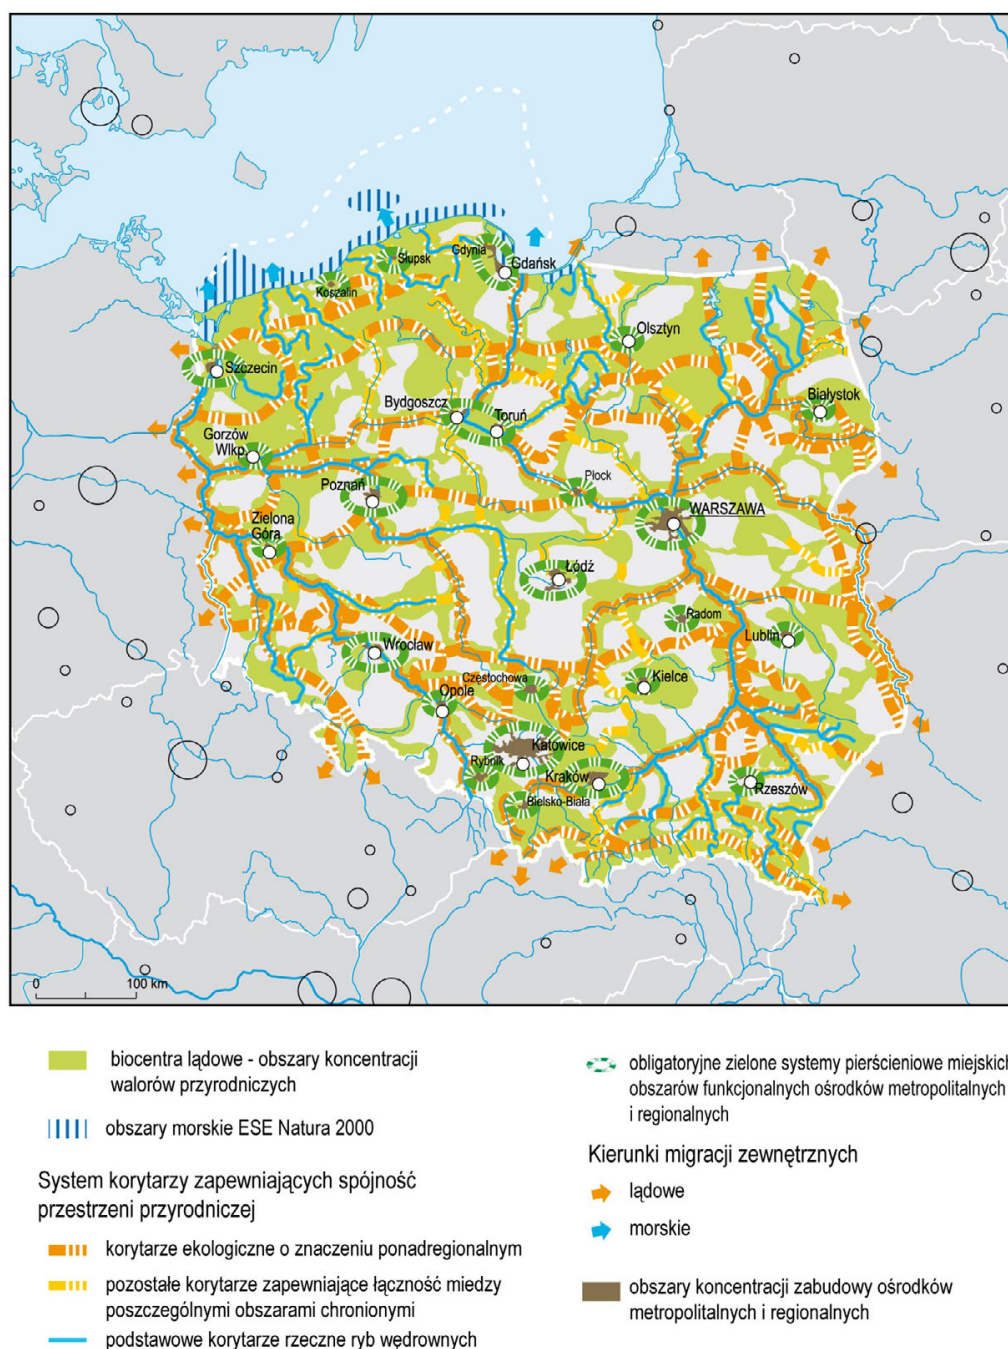 Gdynia
Słupsk
Gdańsk
Koszalin
Olsztyn
Szczecin
Białystok
Bydgoszcz
Toruń
Gorzów
Wlkp.
Płock
Poznań
WARSZAWA
Zielona
Góra
Łódź
Radom
Lublin
Wrocław
Kielce
Częstochowa
Opole
Katowice
Rybnik
Kraków
Rzeszów
Bielsko-Biała
0 100 km
biocentra lądowe - obszary koncentracji
walorów przyrodniczych
obszary morskie ESE Natura 2000
System korytarzy zapewniających spójność
przestrzeni przyrodniczej
korytarze ekologiczne o znaczeniu ponadregionalnym
pozostałe korytarze zapewniające łączność miedzy
poszczególnymi obszarami chronionymi
podstawowe korytarze rzeczne ryb wędrownych
obligatoryjne zielone systemy pierścieniowe miejskich
obszarów funkcjonalnych ośrodków metropolitalnych
i regionalnych
Kierunki migracji zewnętrznych
lądowe
morskie
obszary koncentracji zabudowy ośrodków
metropolitalnych i regionalnych